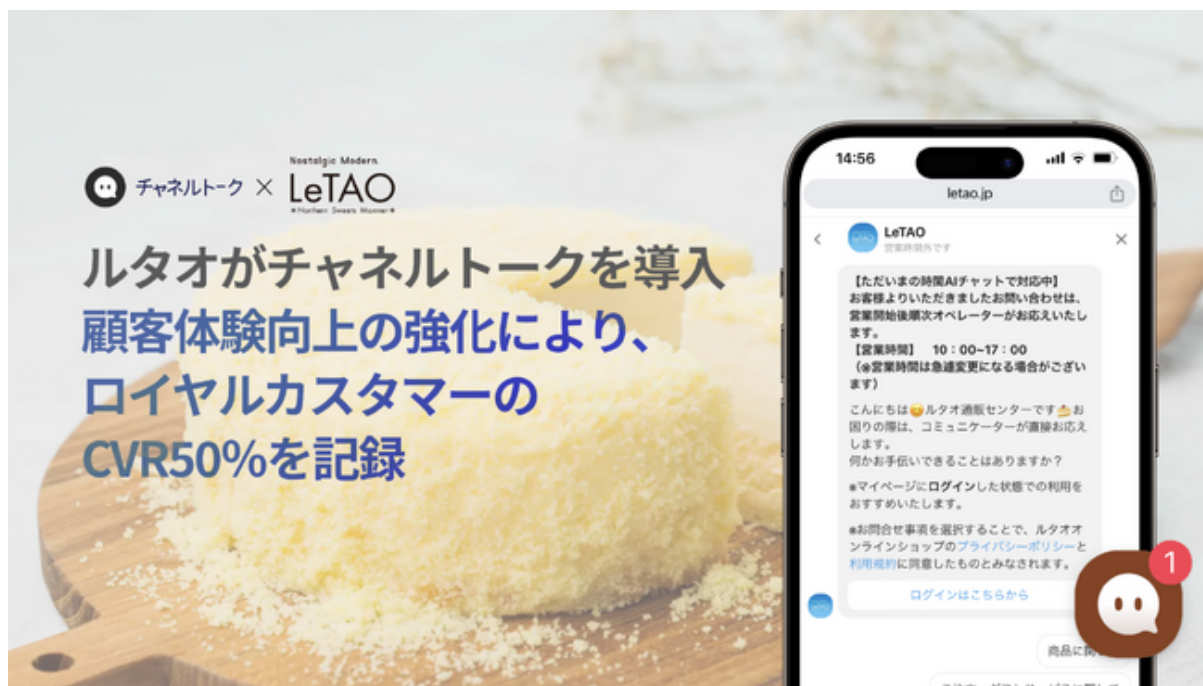 チャネルトーク × Nostalgic Modern LeTAO Northern Sweets Manner
ルタオがチャネルトークを導入
顧客体験向上の強化により、
ロイヤルカスタマーの
CVR50%を記録
14:56
letao.jp
LeTAO
営業時間外です
【ただいまの時間AIチャットで対応中】
お客様よりいただきましたお問い合わせは、
営業開始後順次オペレーターがお応えいたし
ます。
【営業時間】 10:00~17:00
(※営業時間は急遽変更になる場合がござい
ます)
こんにちは😊ルタオ通販センターです🍰お
困りの際は、コミュニケーターが直接お応え
します。
何かお手伝いできることはありますか?
※マイページにログインした状態での利用を
おすすめいたします。
※お問合せ事項を選択することで、ルタオオ
ンラインショップのプライバシーポリシーと
利用規約に同意したものとみなされます。
ログインはこちらから
1
商品に関